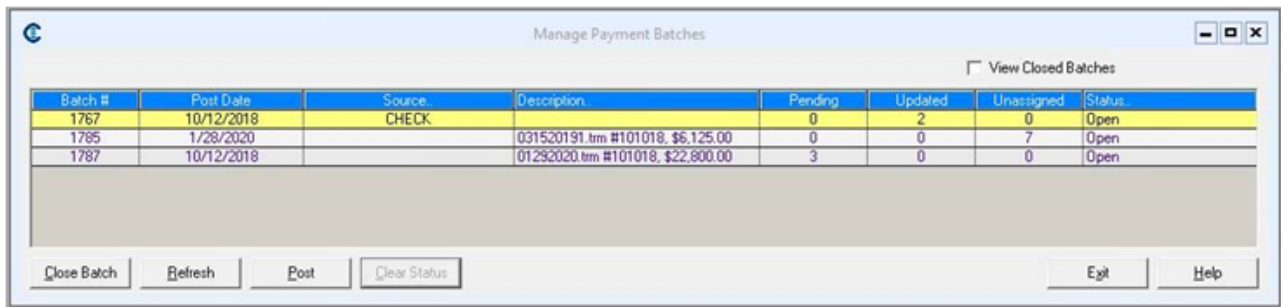 Manage Payment Batches
View Closed Batches
Batch # Post Date Source.. Description.. Pending Updated Unassigned Status..
1767 10/12/2018 CHECK 0 2 0 Open
1785 1/28/2020 031520191.trm #101018, $6,125.00 0 0 7 Open
1787 10/12/2018 01292020.trm #101018, $22,800.00 3 0 0 Open
Close Batch Refresh Post Clear Status Exit Help